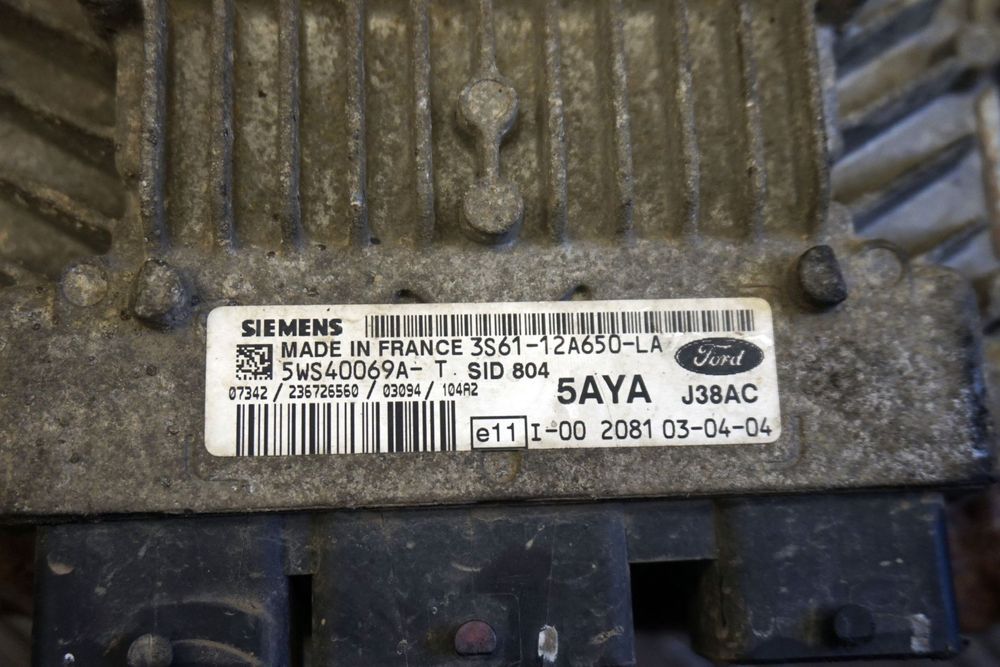 SIEMENS
MADE IN FRANCE 3S61-12A650-LA
Ford
5WS40069A- T SID 804
07342 / 236726560 / 03094 / 104A2
5AYA J38AC
e11 I-00 2081 03-04-04